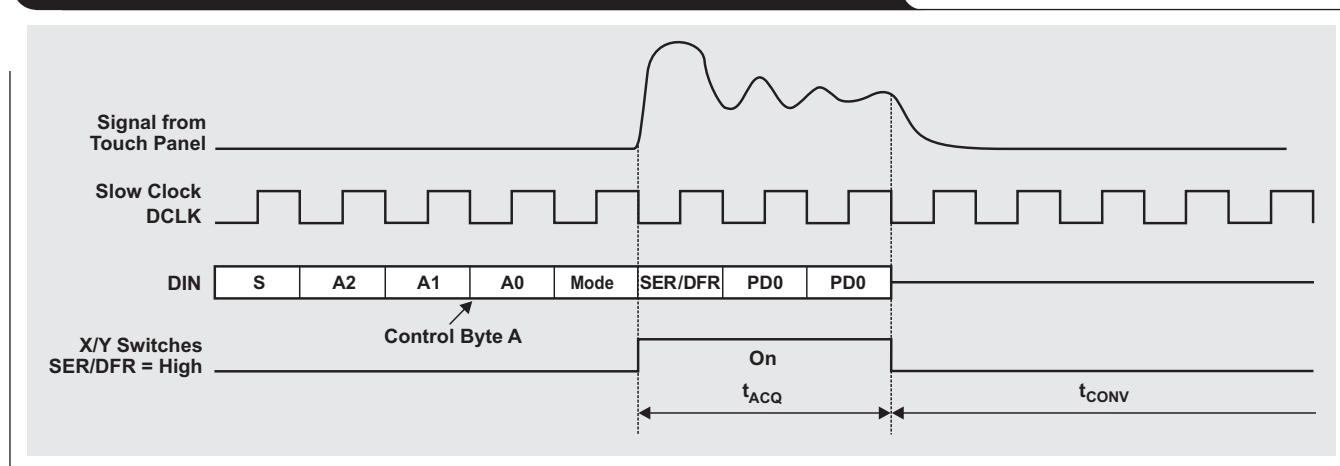 Signal from
Touch Panel
Slow Clock
DCLK
DIN
S A2 A1 A0 Mode SER/DFR PD0 PD0
Control Byte A
X/Y Switches
SER/DFR = High
On
tACQ
tCONV